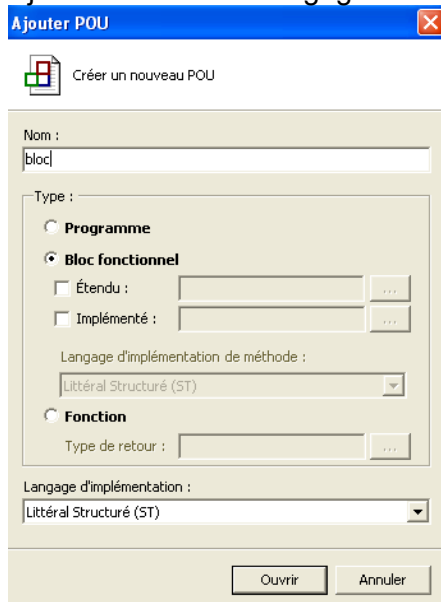 Ajouter POU
Créer un nouveau POU
Nom :
bloc
Type :
Programme
Bloc fonctionnel
Étendu :
...
Implémenté :
...
Langage d'implémentation de méthode :
Littéral Structuré (ST)
Fonction
Type de retour :
...
Langage d'implémentation :
Littéral Structuré (ST)
Ouvrir
Annuler